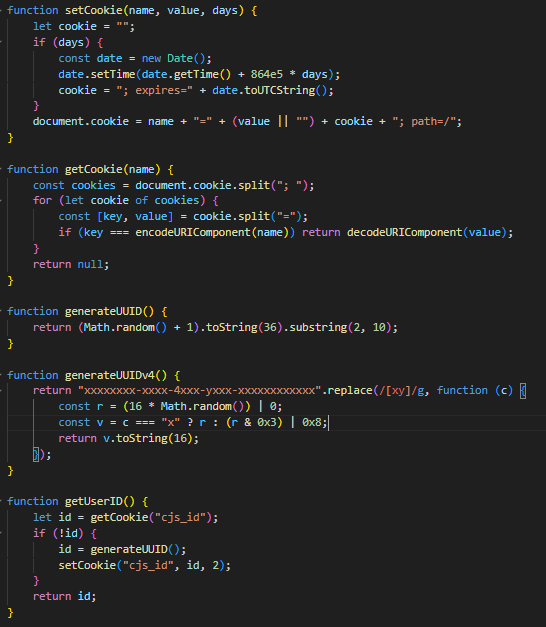 function setCookie(name, value, days) {
    let cookie = "";
    if (days) {
        const date = new Date();
        date.setTime(date.getTime() + 864e5 * days);
        cookie = "; expires=" + date.toUTCString();
    }
    document.cookie = name + "=" + (value || "") + cookie + "; path=/";
}

function getCookie(name) {
    const cookies = document.cookie.split("; ");
    for (let cookie of cookies) {
        const [key, value] = cookie.split("=");
        if (key === encodeURIComponent(name)) return decodeURIComponent(value);
    }
    return null;
}

function generateUUID() {
    return (Math.random() + 1).toString(36).substring(2, 10);
}

function generateUUIDv4() {
    return "xxxxxxxx-xxxx-4xxx-yxxx-xxxxxxxxxxxx".replace(/[xy]/g, function (c) {
        const r = (16 * Math.random()) | 0;
        const v = c === "x" ? r : (r & 0x3) | 0x8;
        return v.toString(16);
    });
}

function getUserID() {
    let id = getCookie("cjs_id");
    if (!id) {
        id = generateUUID();
        setCookie("cjs_id", id, 2);
    }
    return id;
}